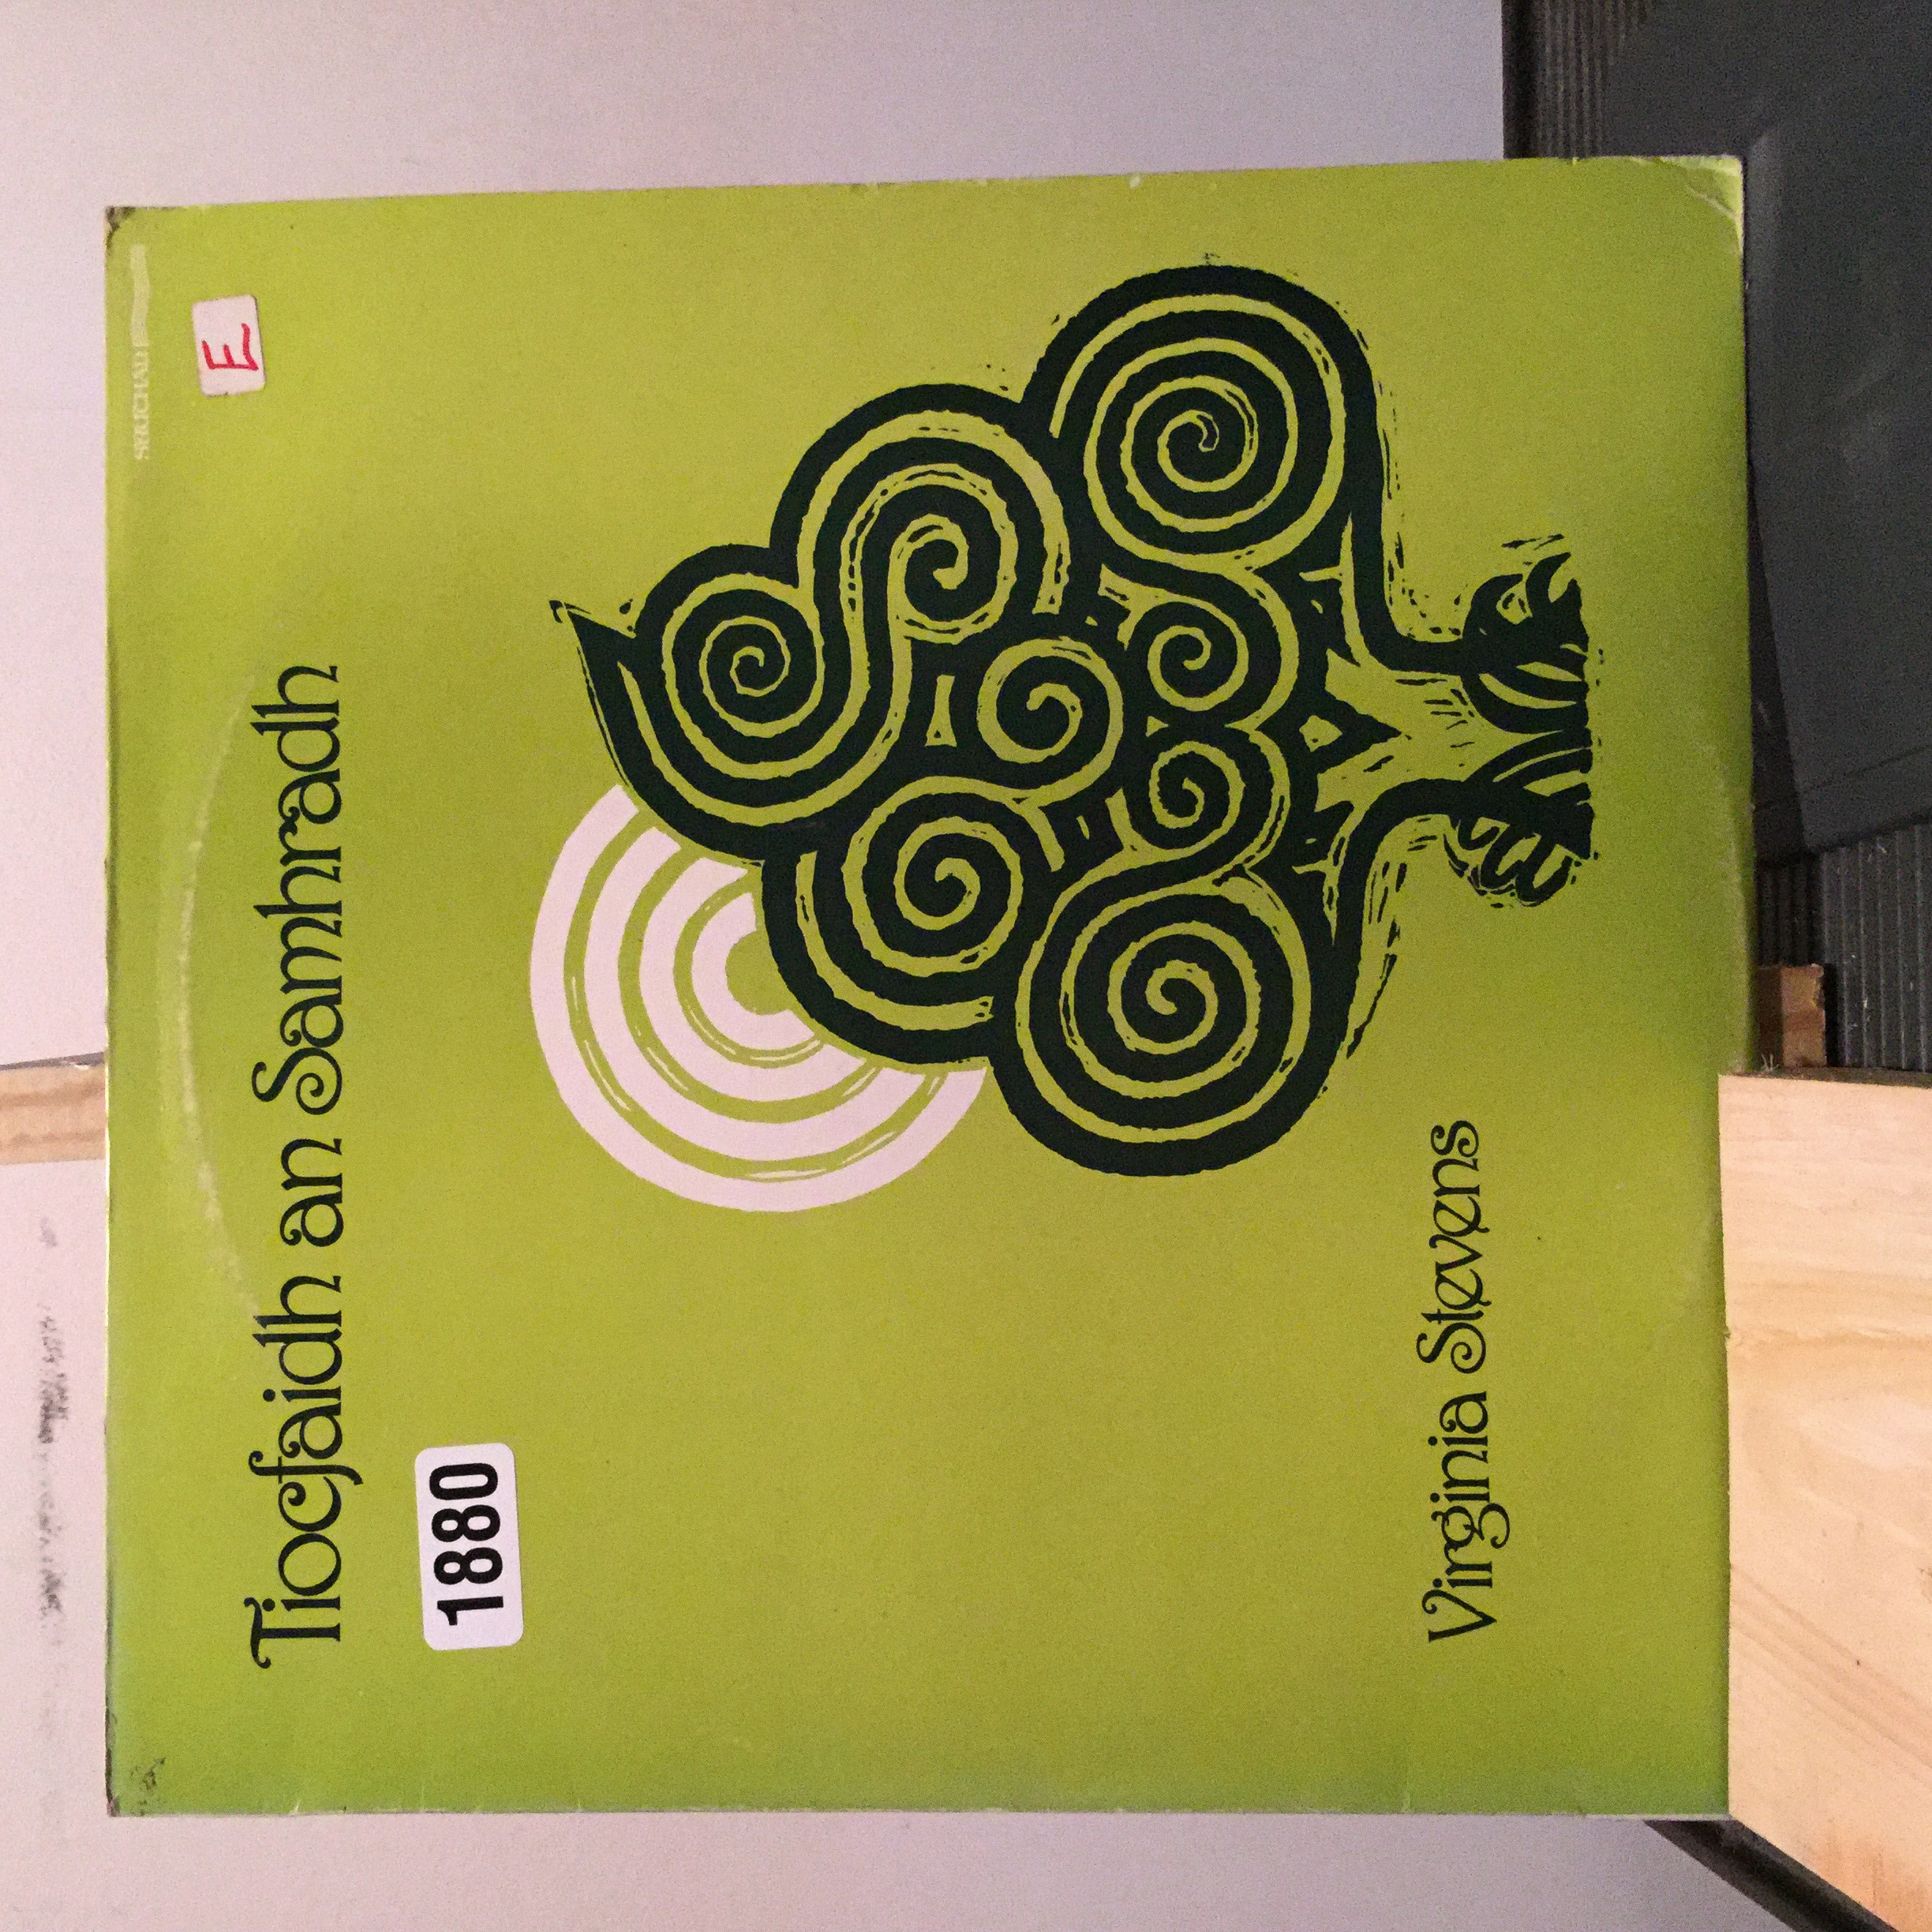 E
Tiocfaidh an Samhradh
1880
Virginia Stevens